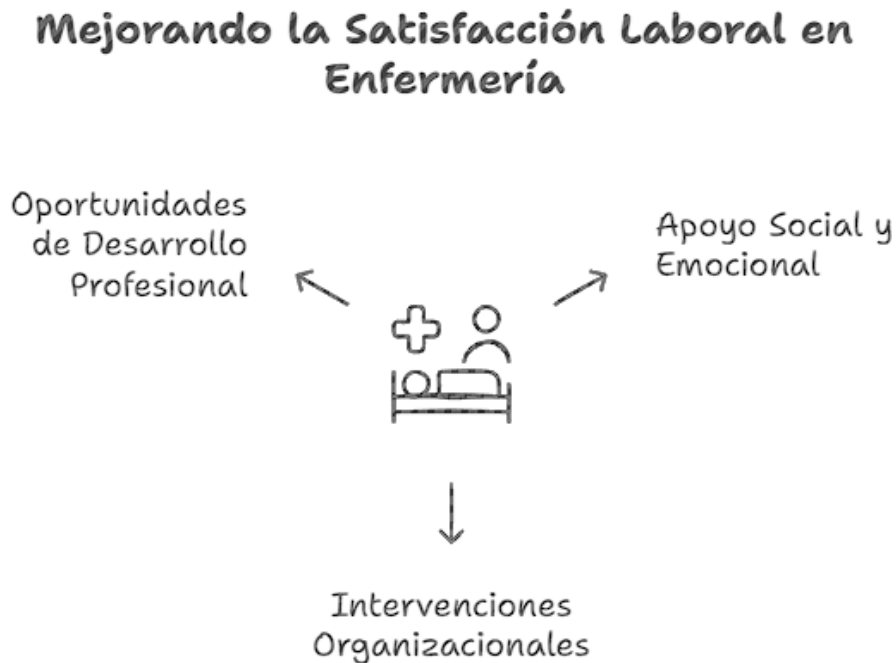 Mejorando la Satisfacción Laboral en
Enfermería
Oportunidades
de Desarrollo
Profesional
Apoyo Social y
Emocional
Intervenciones
Organizacionales